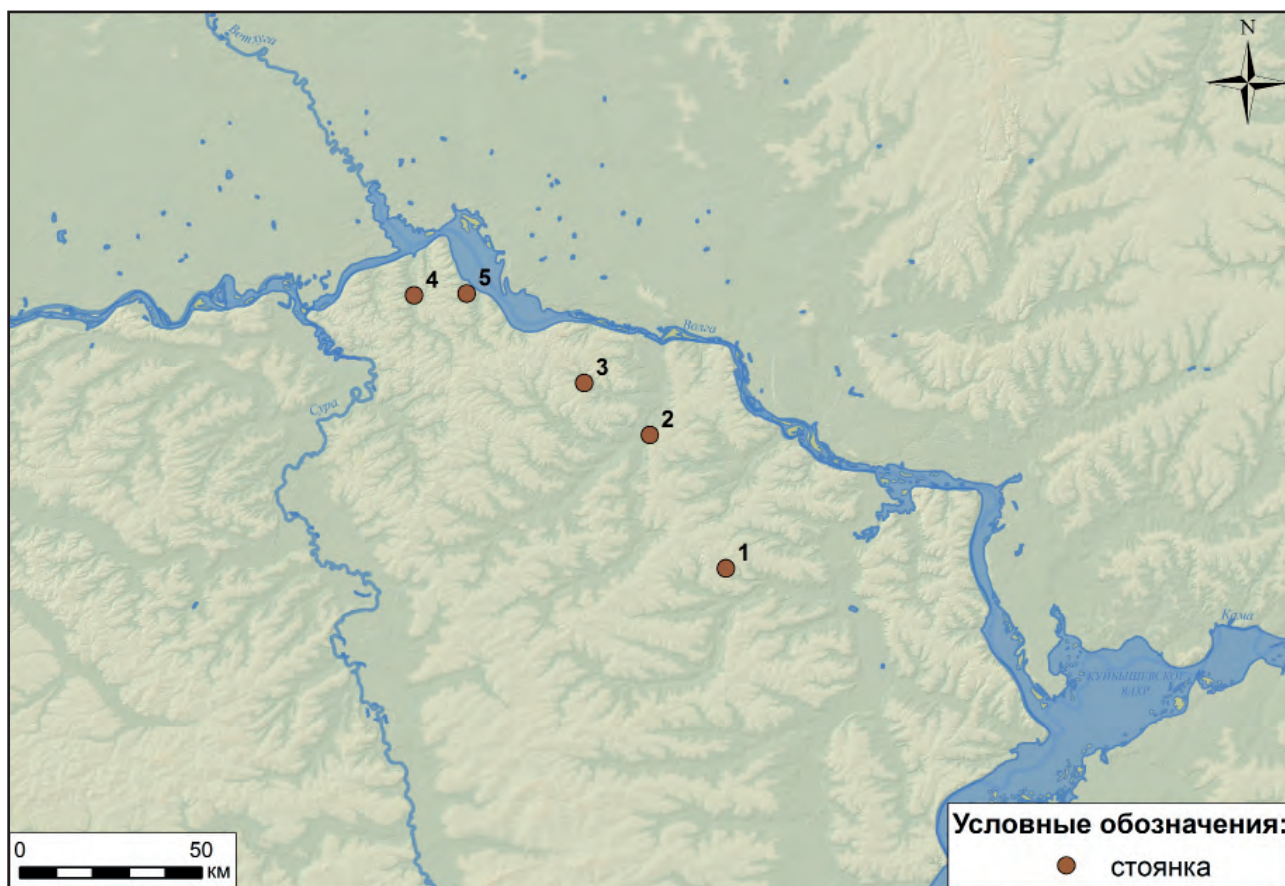 Ветлуга
N
4
5
Волга
3
Сура
2
1
Кама
КУЙБЫШЕВСКОЕ
ВДХР.
Условные обозначения:
0 50
км
стоянка